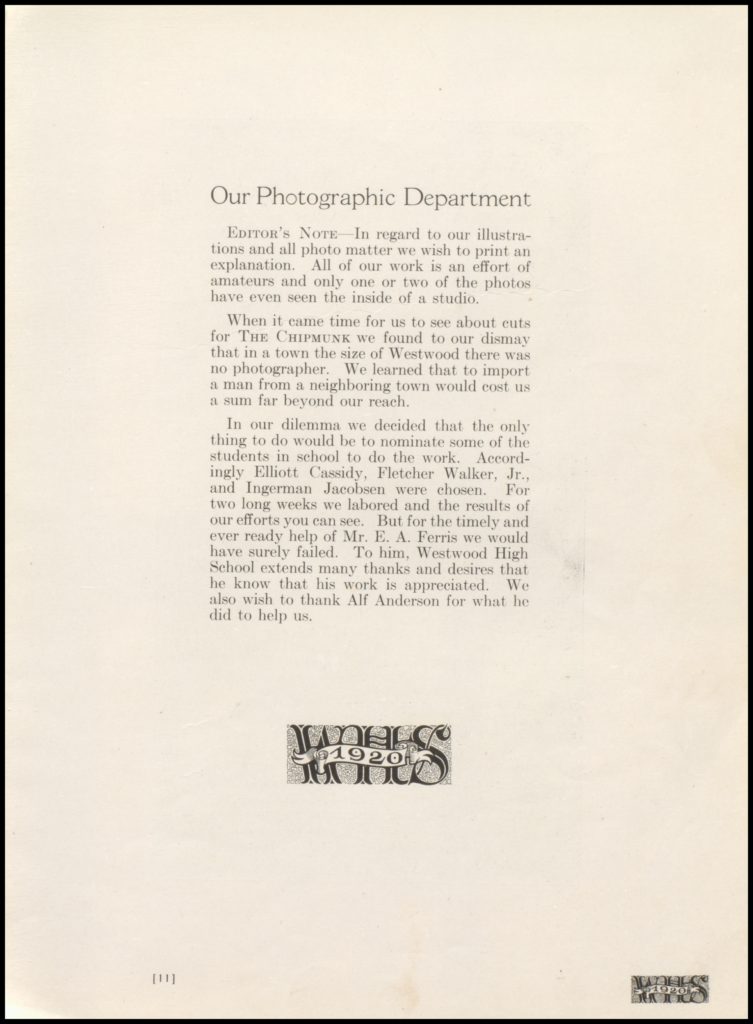 Our Photographic Department
EDITOR'S NOTE—In regard to our illustra-
tions and all photo matter we wish to print an
explanation. All of our work is an effort of
amateurs and only one or two of the photos
have even seen the inside of a studio.
When it came time for us to see about cuts
for THE CHIPMUNK we found to our dismay
that in a town the size of Westwood there was
no photographer. We learned that to import
a man from a neighboring town would cost us
a sum far beyond our reach.
In our dilemma we decided that the only
thing to do would be to nominate some of the
students in school to do the work. Accord-
ingly Elliott Cassidy, Fletcher Walker, Jr.,
and Ingerman Jacobsen were chosen. For
two long weeks we labored and the results of
our efforts you can see. But for the timely and
ever ready help of Mr. E. A. Ferris we would
have surely failed. To him, Westwood High
School extends many thanks and desires that
he know that his work is appreciated. We
also wish to thank Alf Anderson for what he
did to help us.
WHS
1920
[11]
WHS
1920